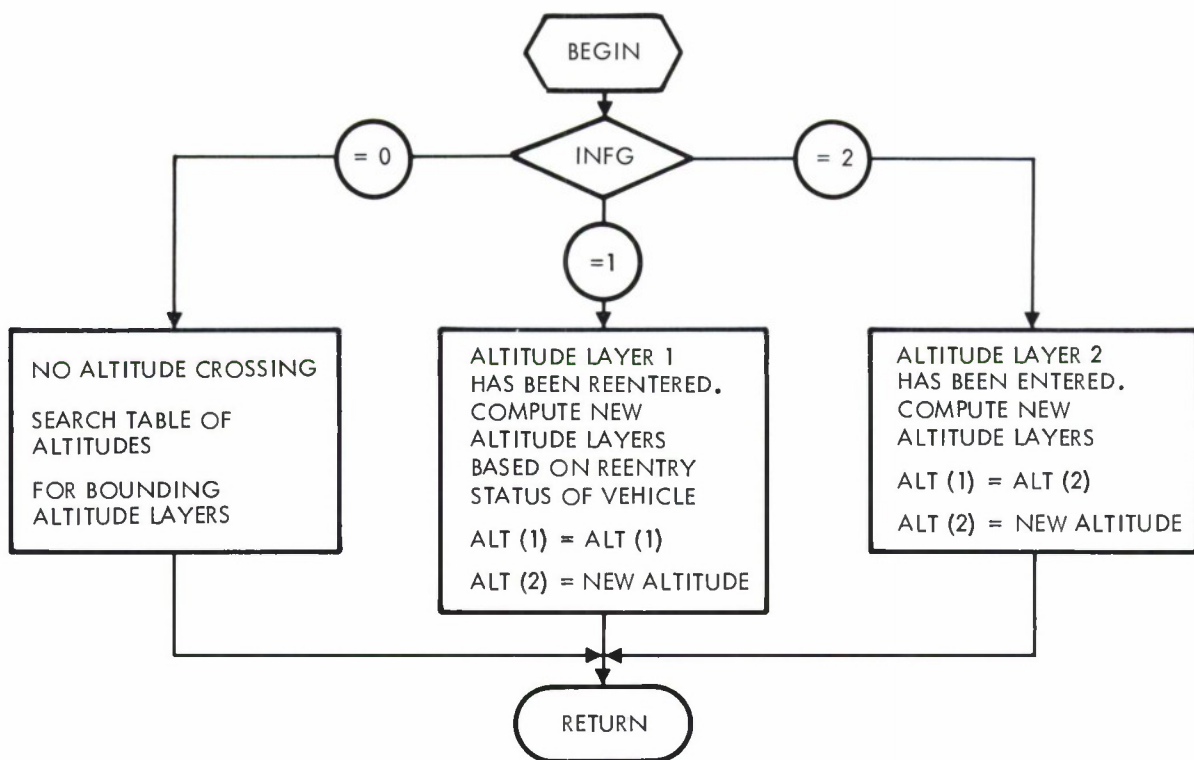 BEGIN
INFG
= 0
= 2
=1
NO ALTITUDE CROSSING
SEARCH TABLE OF
ALTITUDES
FOR BOUNDING
ALTITUDE LAYERS
ALTITUDE LAYER 1
HAS BEEN REENTERED.
COMPUTE NEW
ALTITUDE LAYERS
BASED ON REENTRY
STATUS OF VEHICLE
ALT (1) = ALT (1)
ALT (2) = NEW ALTITUDE
ALTITUDE LAYER 2
HAS BEEN ENTERED.
COMPUTE NEW
ALTITUDE LAYERS
ALT (1) = ALT (2)
ALT (2) = NEW ALTITUDE
RETURN